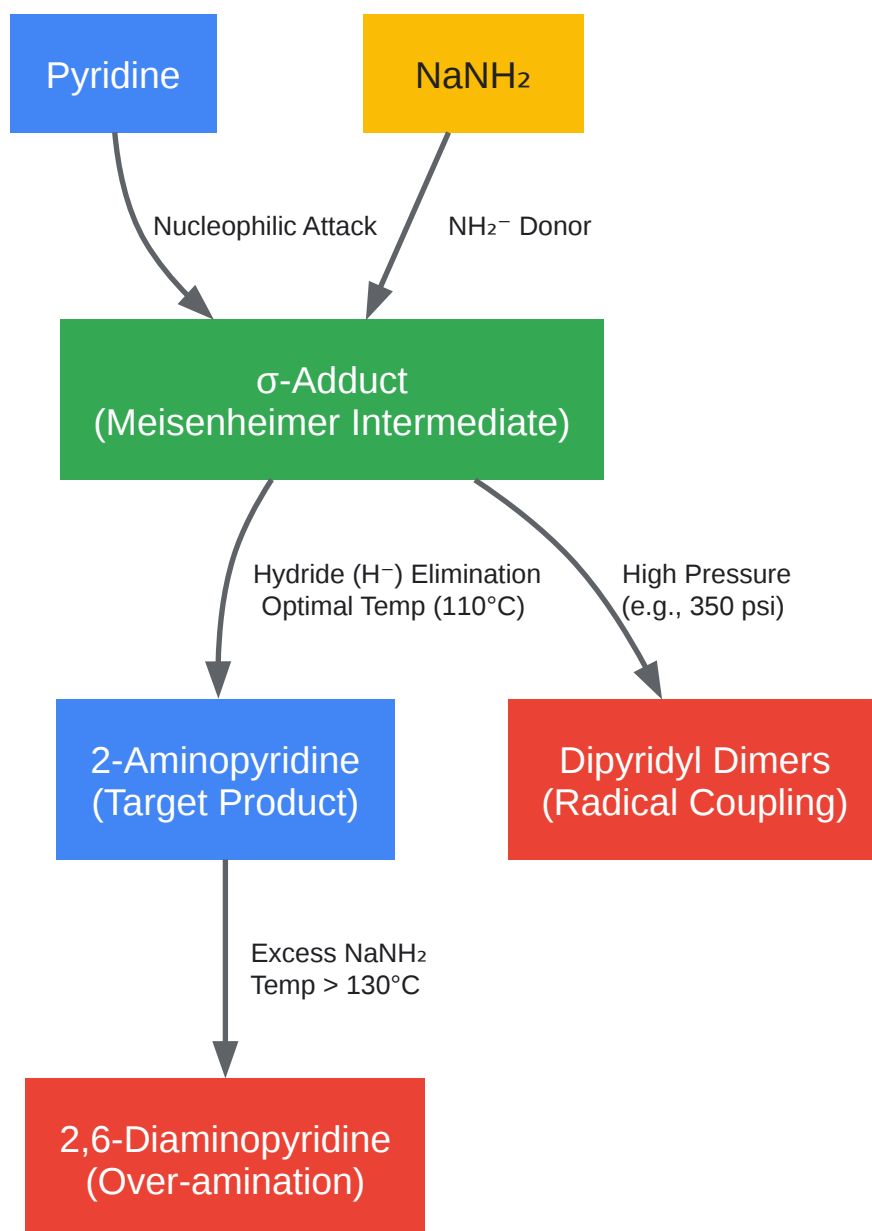 Pyridine
NaNH₂
Nucleophilic Attack
NH₂⁻ Donor
σ-Adduct
(Meisenheimer Intermediate)
Hydride (H⁻) Elimination
Optimal Temp (110°C)
High Pressure
(e.g., 350 psi)
2-Aminopyridine
(Target Product)
Dipyridyl Dimers
(Radical Coupling)
Excess NaNH₂
Temp > 130°C
2,6-Diaminopyridine
(Over-amination)